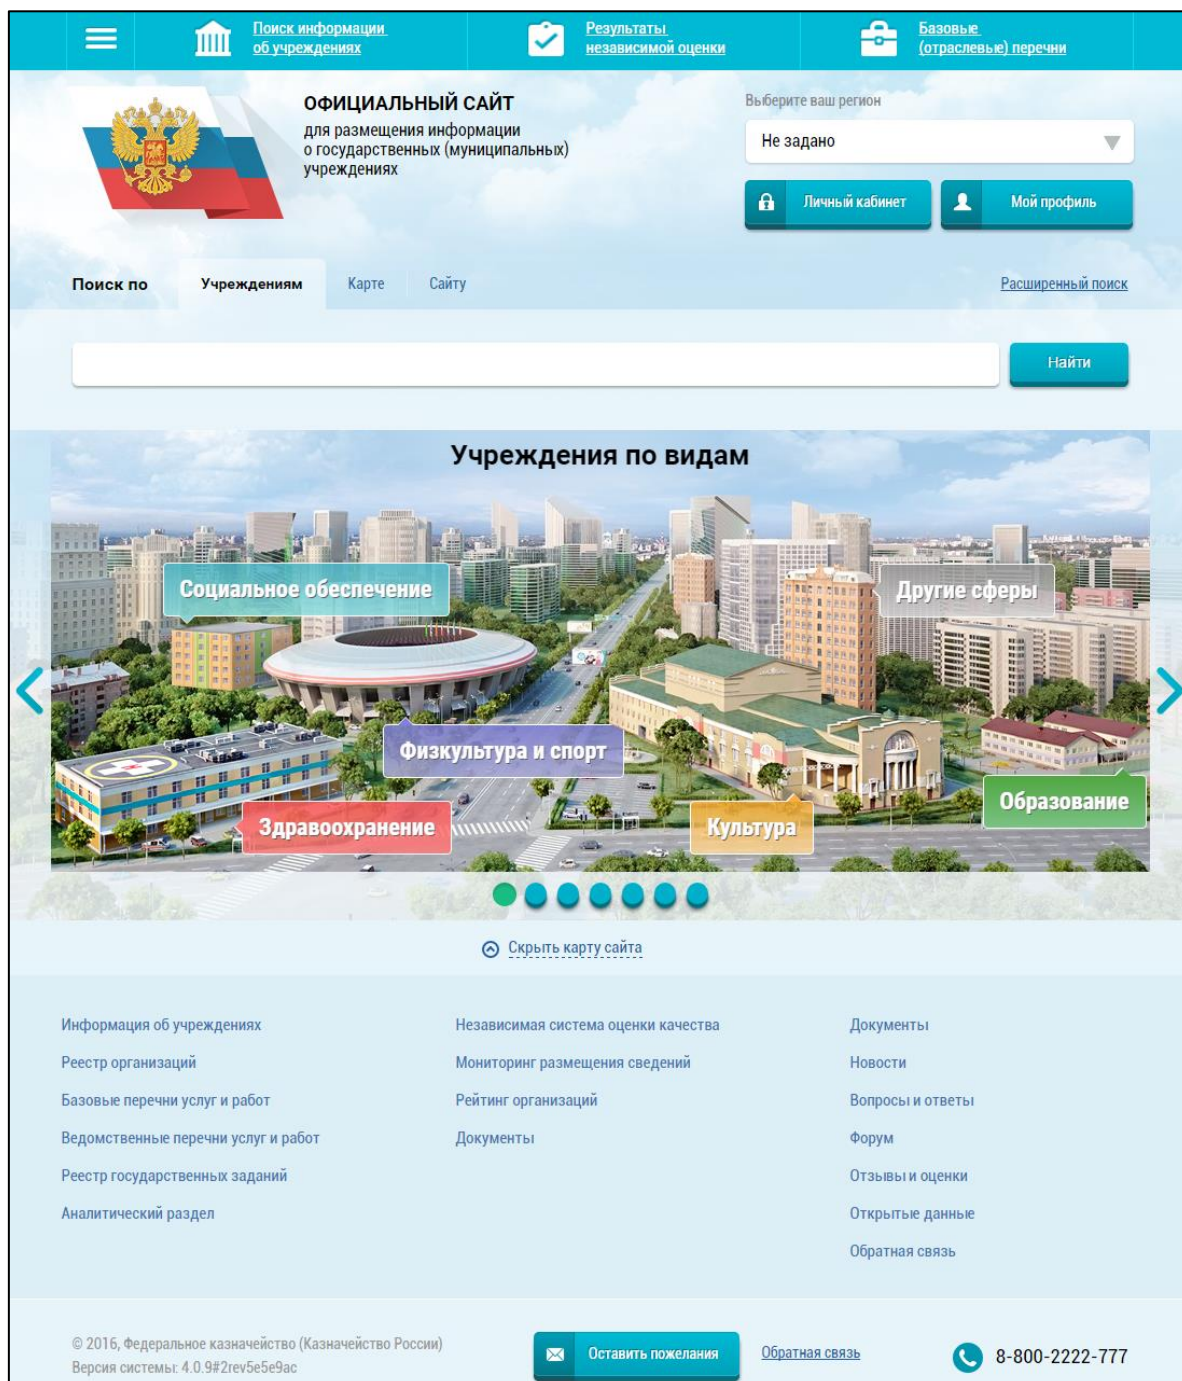 Поиск информации
об учреждениях
Результаты
независимой оценки
Базовые
(отраслевые) перечни
ОФИЦИАЛЬНЫЙ САЙТ
для размещения информации
о государственных (муниципальных)
учреждениях
Выберите ваш регион
Не задано
Личный кабинет
Мой профиль
Поиск по
Учреждениям
Карте
Сайту
Расширенный поиск
Найти
Учреждения по видам
Социальное обеспечение
Другие сферы
Физкультура и спорт
Образование
Здравоохранение
Культура
Скрыть карту сайта
Информация об учреждениях
Реестр организаций
Базовые перечни услуг и работ
Ведомственные перечни услуг и работ
Реестр государственных заданий
Аналитический раздел
Независимая система оценки качества
Мониторинг размещения сведений
Рейтинг организаций
Документы
Документы
Новости
Вопросы и ответы
Форум
Отзывы и оценки
Открытые данные
Обратная связь
© 2016, Федеральное казначейство (Казначейство России)
Версия системы: 4.0.9#2rev5e5e9ac
Оставить пожелания
Обратная связь
8-800-2222-777